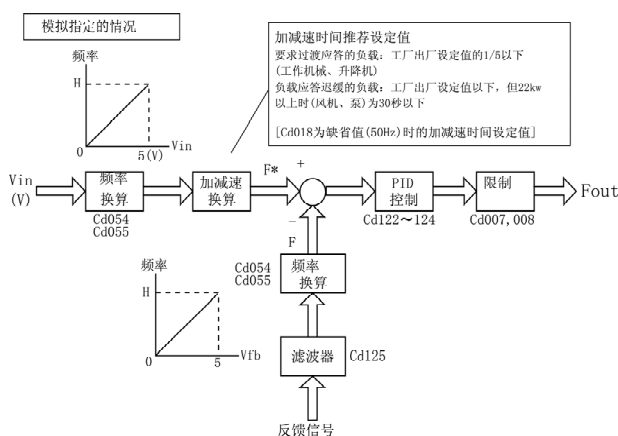 模拟指定的情况
频率
H
0
5(V)
Vin
加减速时间推荐设定值
要求过渡应答的负载: 工厂出厂设定值的1/5以下
(工作机械、升降机)
负载应答迟缓的负载: 工厂出厂设定值以下, 但22kw
以上时(风机、泵)为30秒以下
[Cd018为缺省值(50Hz)时的加减速时间设定值]
Vin
(V)
频率
换算
Cd054
Cd055
加减速
换算
F*
+
−
F
PID
控制
Cd122～124
限制
Cd007,008
Fout
Cd054
Cd055
频率
换算
频率
H
0
5
Vfb
滤波器
Cd125
反馈信号